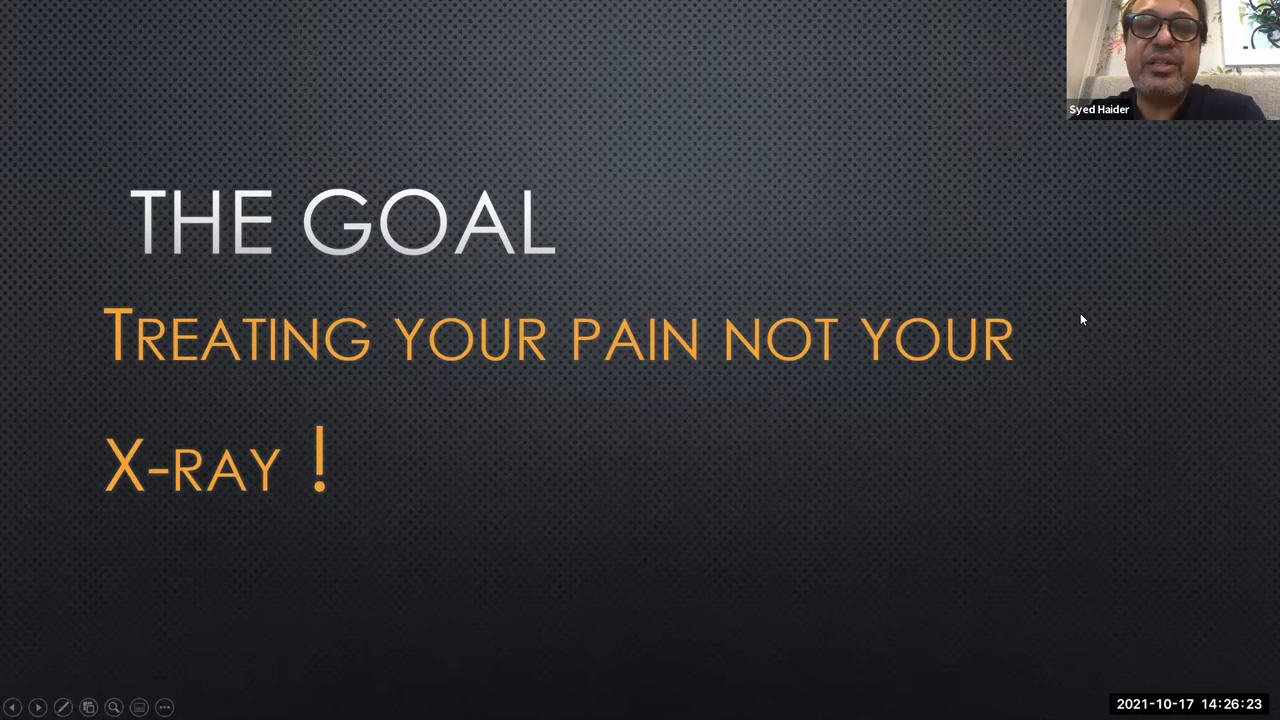 Syed Haider
THE GOAL
TREATING YOUR PAIN NOT YOUR
X-RAY !
2021-10-17 14:26:23